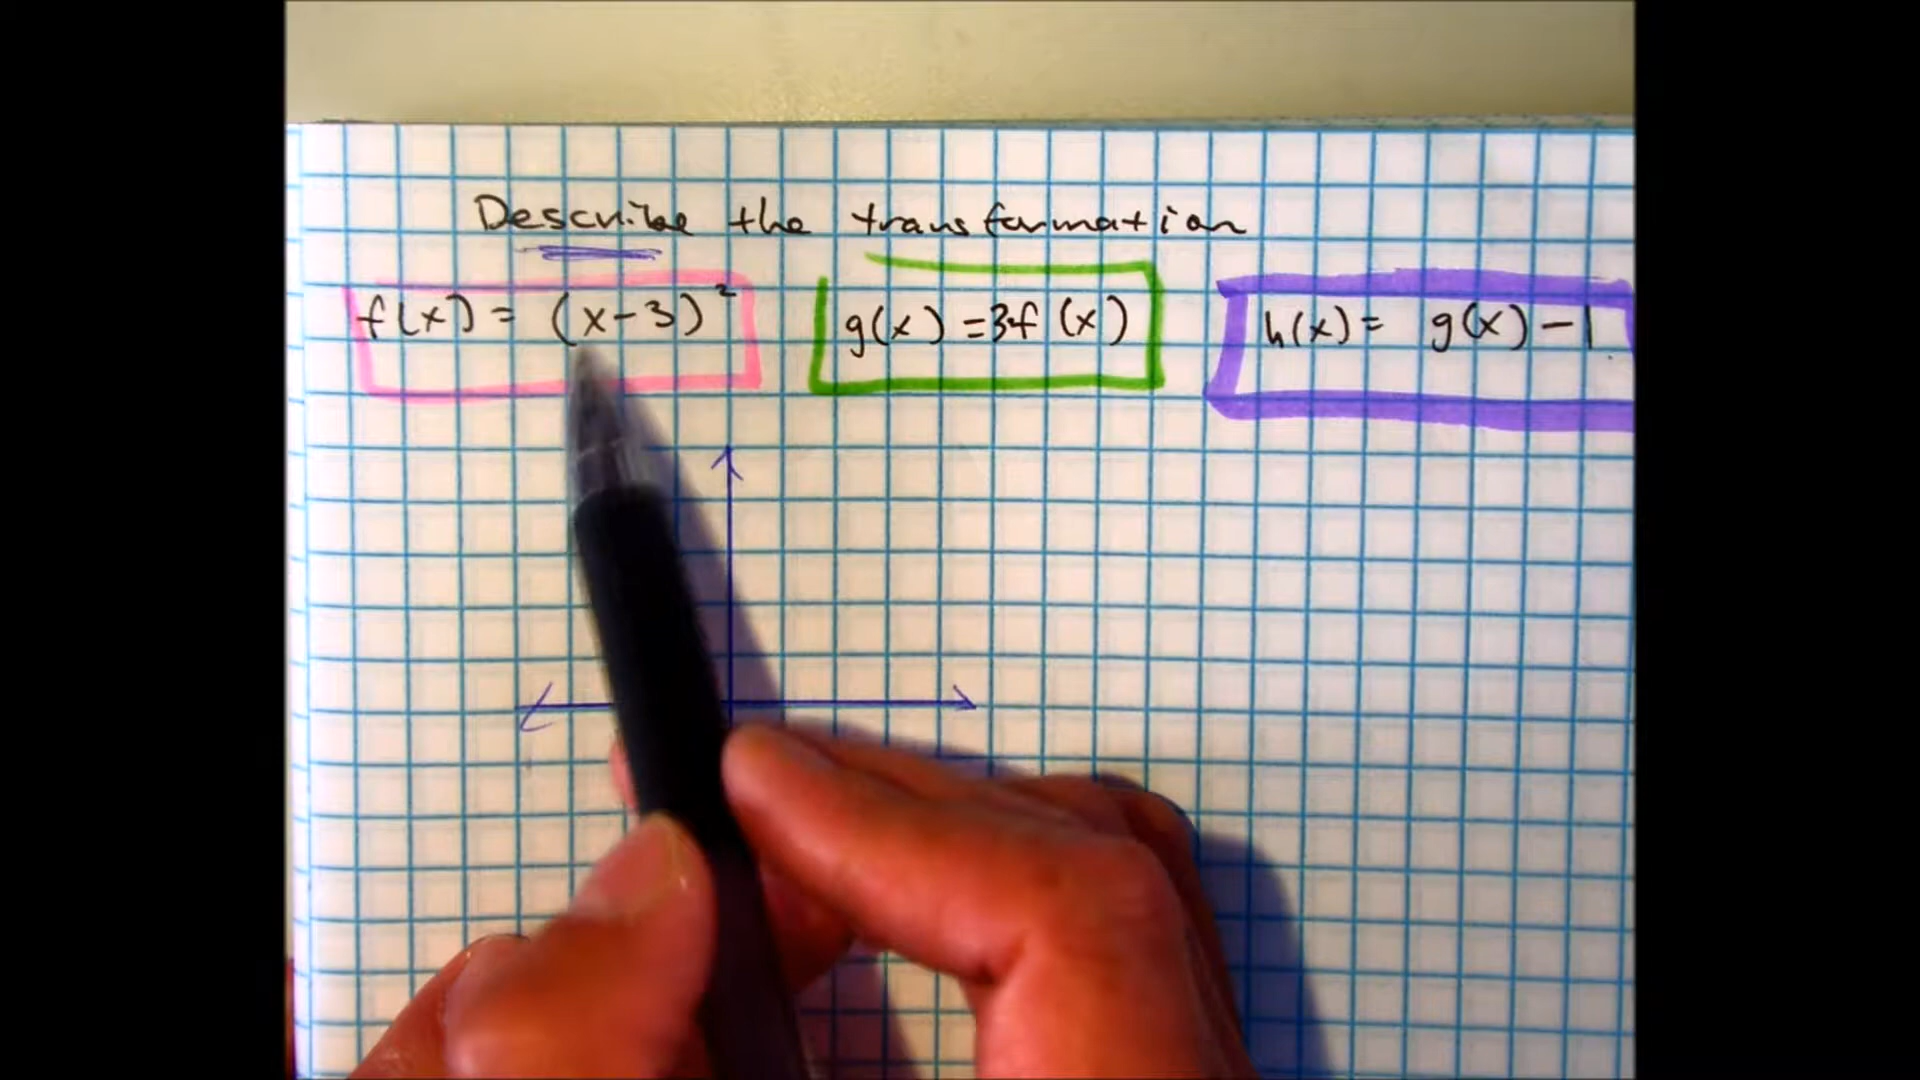 Describe the transformation
f(x) = (x-3)² g(x) = 3f(x) h(x) = g(x) - 1